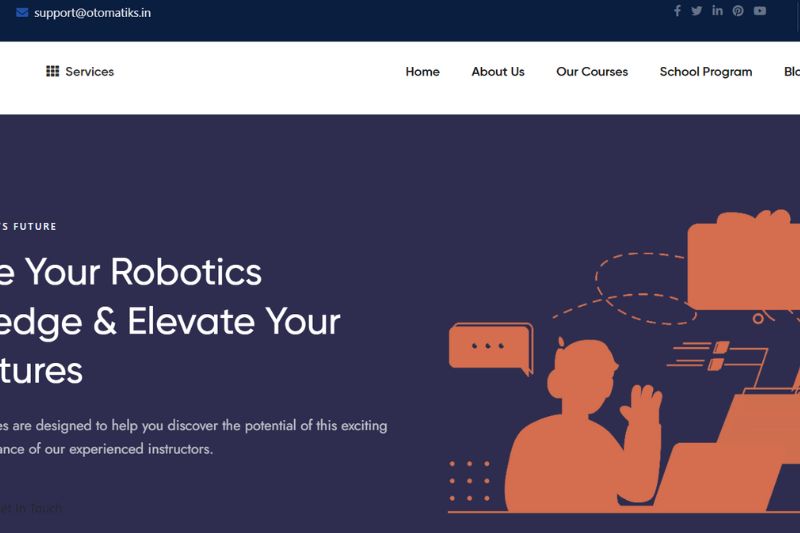 support@otomatiks.in
Services
Home
About Us
Our Courses
School Program
'S FUTURE
e Your Robotics
edge & Elevate Your
tures
es are designed to help you discover the potential of this exciting
ance of our experienced instructors.
et In Touch